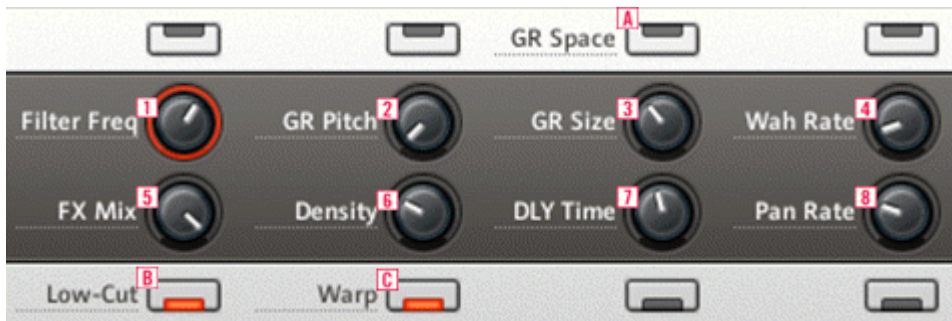 GR Space A
Filter Freq 1 GR Pitch 2 GR Size 3 Wah Rate 4
FX Mix 5 Density 6 DLY Time 7 Pan Rate 8
Low-Cut B Warp C